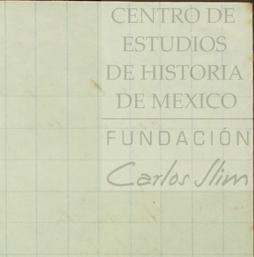 CENTRO DE
ESTUDIOS
DE HISTORIA
DE MEXICO
FUNDACIÓN
Carlos Slim